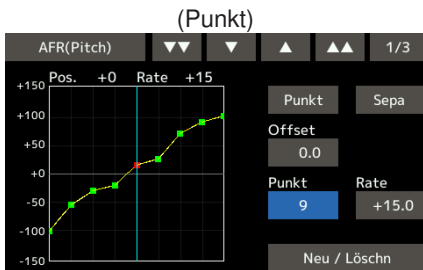 (Punkt)
AFR(Pitch) ▼▼ ▼ ▲ ▲▲ 1/3
Pos. +0 Rate +15
+150
+100
+50
+0
-50
-100
-150
Punkt Sepa
Offset
0.0
Punkt Rate
9 +15.0
Neu / Löschn